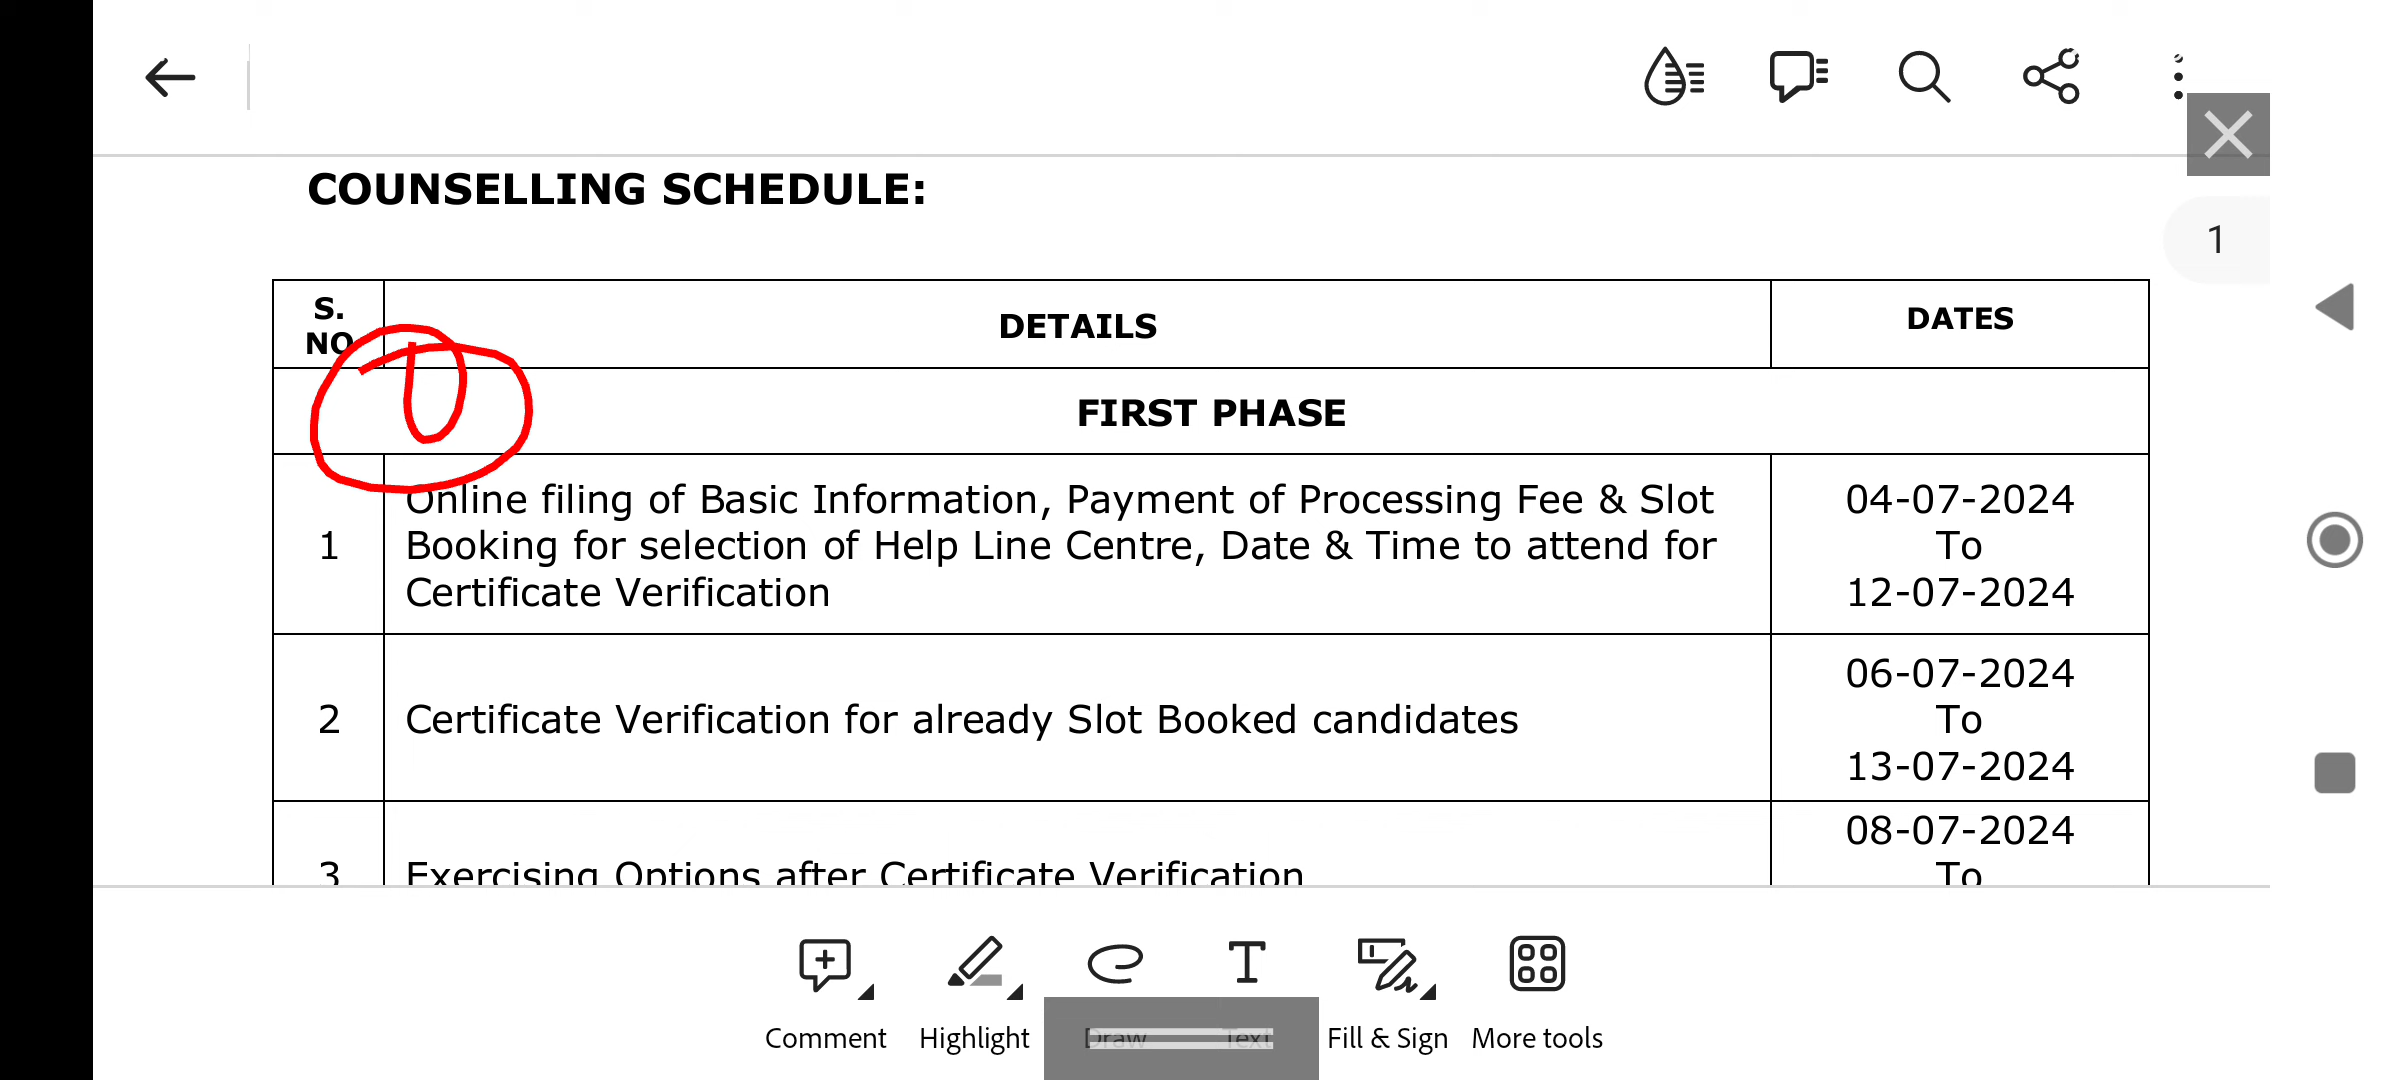 COUNSELLING SCHEDULE:
1
S.
NO
DETAILS
DATES
FIRST PHASE
1
Online filing of Basic Information, Payment of Processing Fee & Slot
Booking for selection of Help Line Centre, Date & Time to attend for
Certificate Verification
04-07-2024
To
12-07-2024
2
Certificate Verification for already Slot Booked candidates
06-07-2024
To
13-07-2024
3
Exercising Options after Certificate Verification
08-07-2024
To
Comment
Highlight
Draw
Text
Fill & Sign
More tools